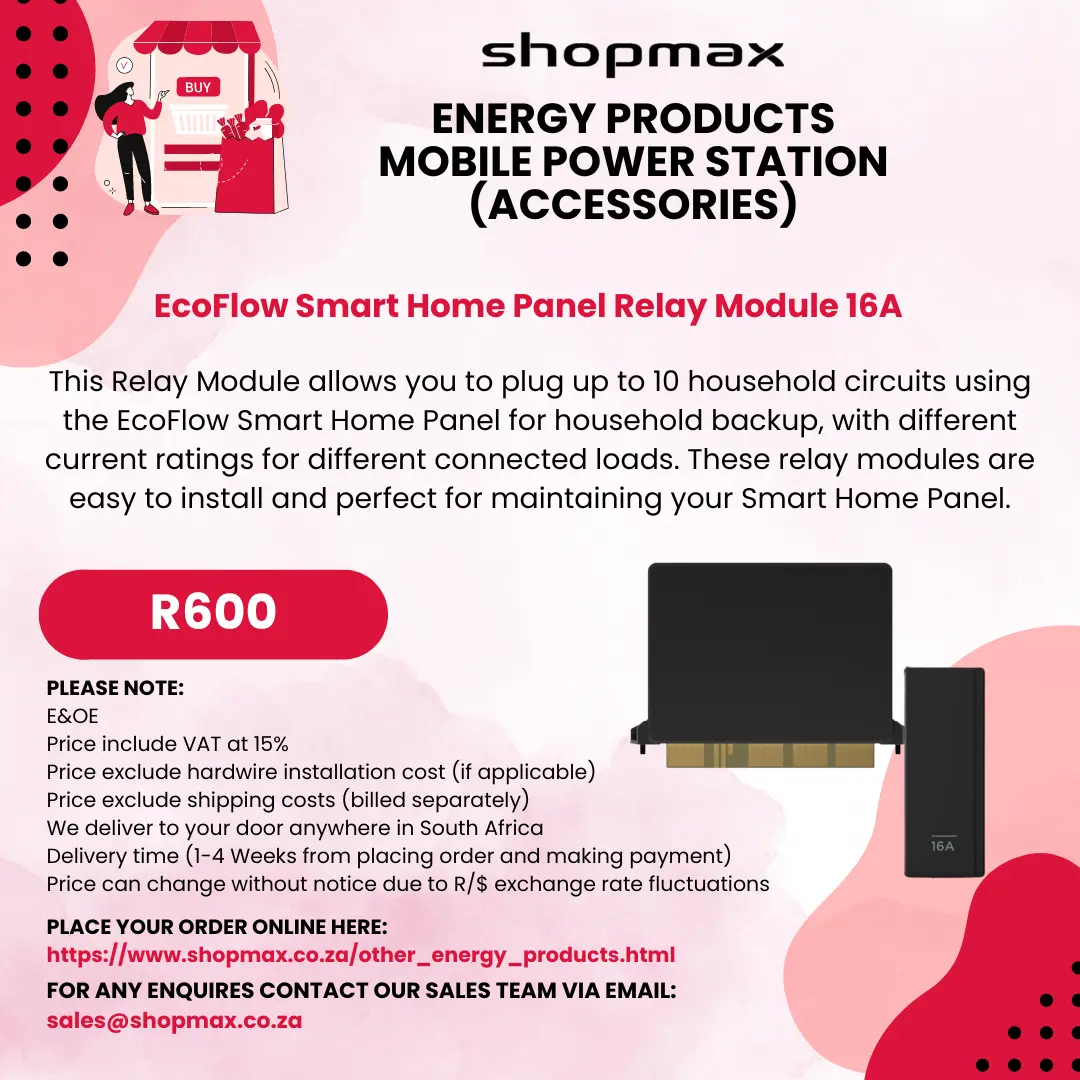 BUY
shopmax
ENERGY PRODUCTS
MOBILE POWER STATION
(ACCESSORIES)
EcoFlow Smart Home Panel Relay Module 16A
This Relay Module allows you to plug up to 10 household circuits using
the EcoFlow Smart Home Panel for household backup, with different
current ratings for different connected loads. These relay modules are
easy to install and perfect for maintaining your Smart Home Panel.
R600
PLEASE NOTE:
E&OE
Price include VAT at 15%
Price exclude hardwire installation cost (if applicable)
Price exclude shipping costs (billed separately)
We deliver to your door anywhere in South Africa
Delivery time (1-4 Weeks from placing order and making payment)
Price can change without notice due to R/$ exchange rate fluctuations
16A
PLACE YOUR ORDER ONLINE HERE:
https://www.shopmax.co.za/other_energy_products.html
FOR ANY ENQUIRES CONTACT OUR SALES TEAM VIA EMAIL:
sales@shopmax.co.za